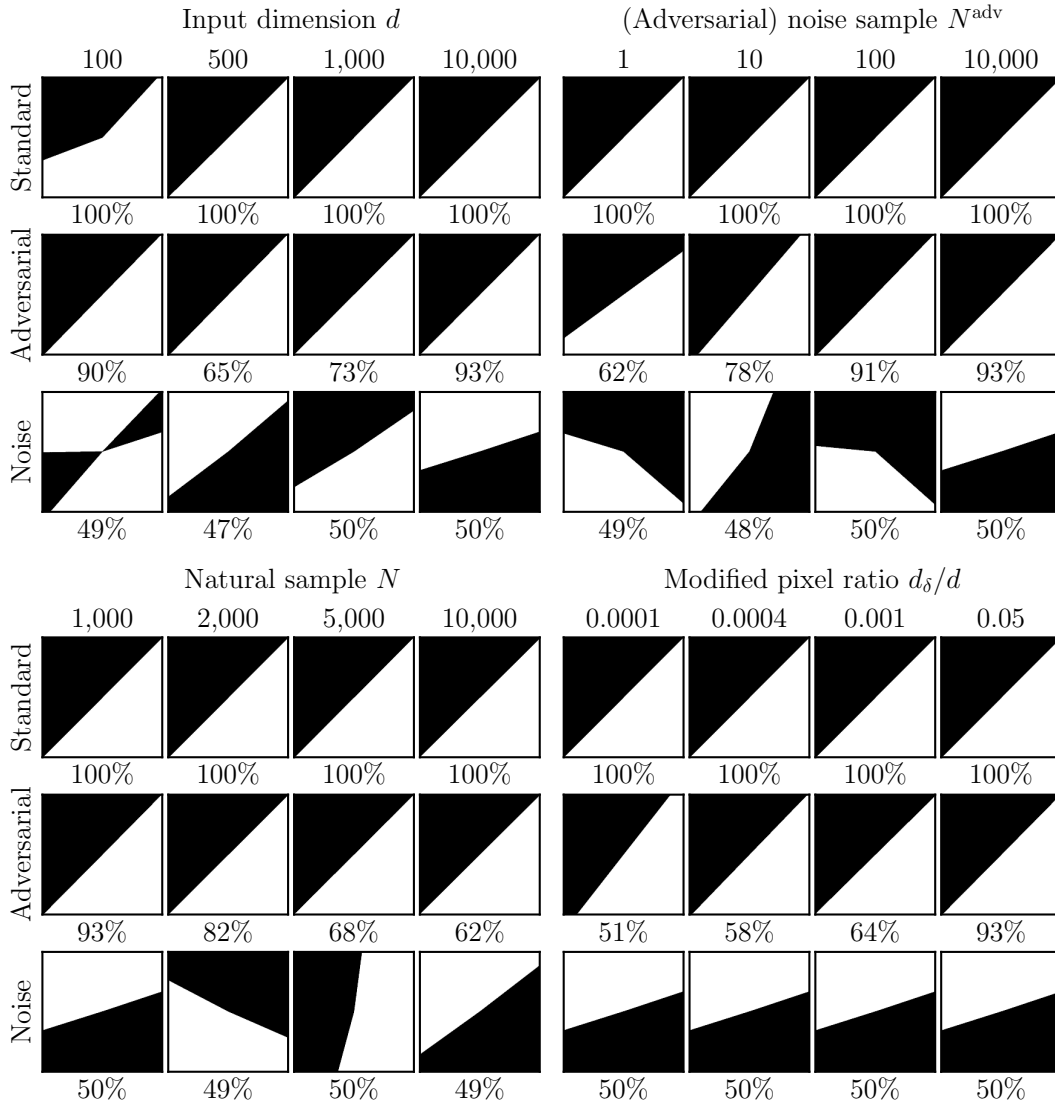 Input dimension d
(Adversarial) noise sample N^adv
100 500 1,000 10,000
1 10 100 10,000
Standard
100% 100% 100% 100%
100% 100% 100% 100%
Adversarial
90% 65% 73% 93%
62% 78% 91% 93%
Noise
49% 47% 50% 50%
49% 48% 50% 50%
Natural sample N
Modified pixel ratio d_δ/d
1,000 2,000 5,000 10,000
0.0001 0.0004 0.001 0.05
Standard
100% 100% 100% 100%
100% 100% 100% 100%
Adversarial
93% 82% 68% 62%
51% 58% 64% 93%
Noise
50% 49% 50% 49%
50% 50% 50% 50%